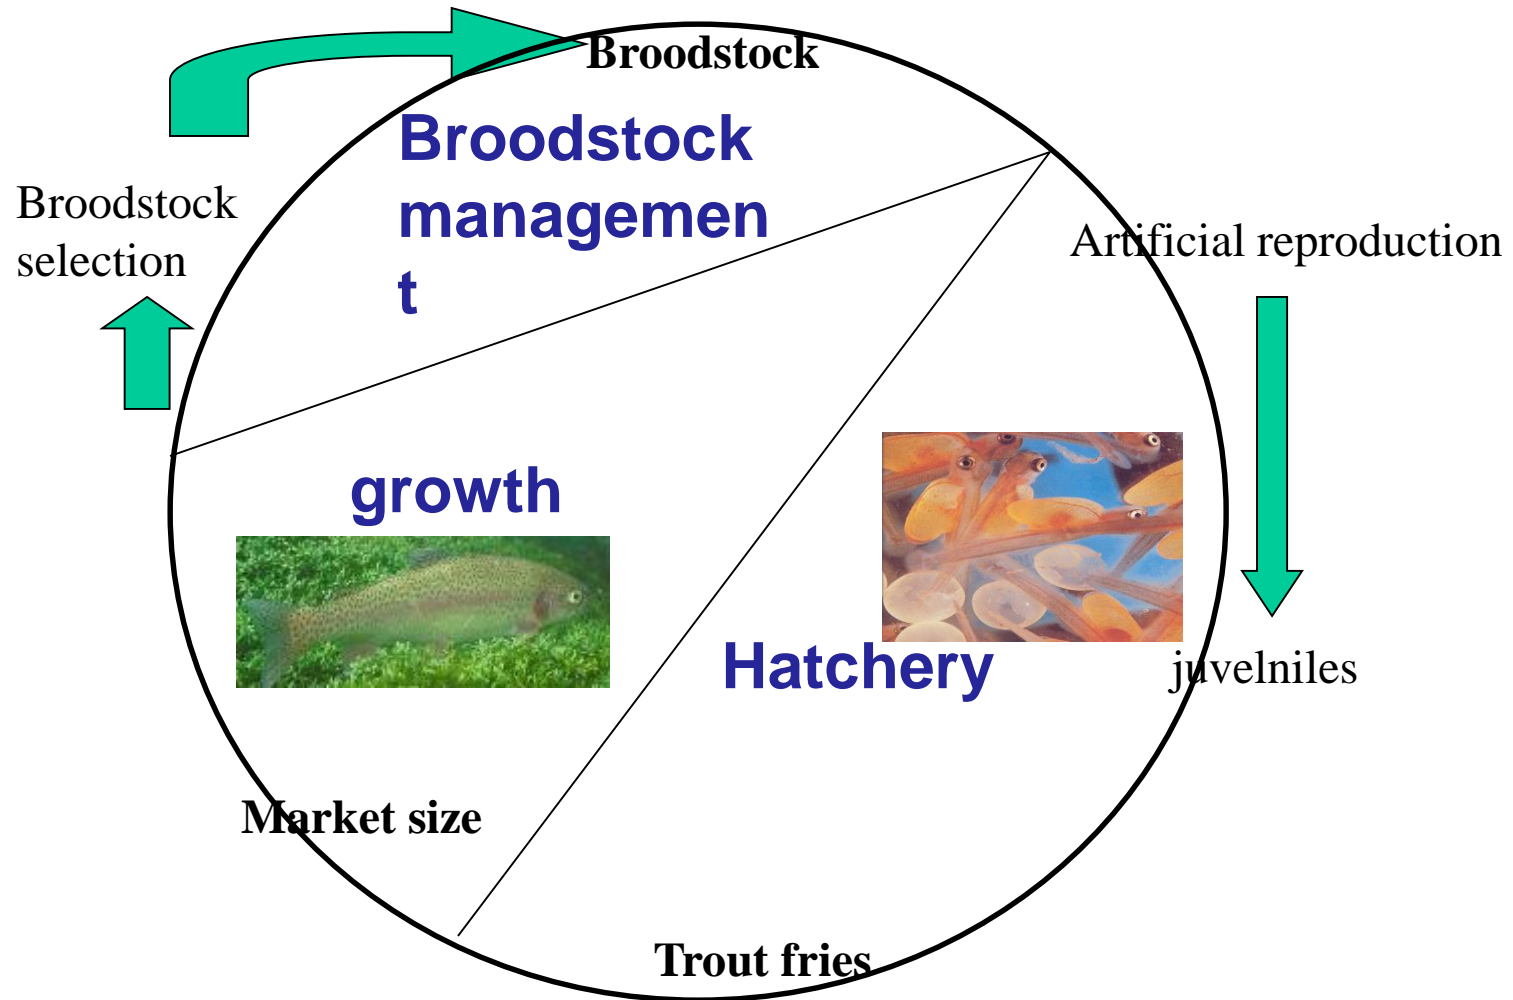 Broodstock
Broodstock
managemen
t
Broodstock
selection
Artificial reproduction
growth
Hatchery
juvelniles
Market size
Trout fries